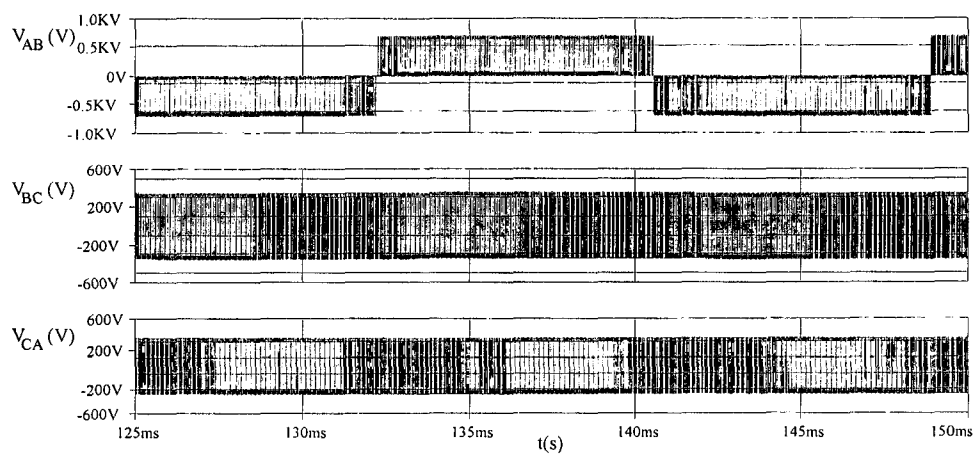 V_AB (V)
1.0KV
0.5KV
0V
-0.5KV
-1.0KV
V_BC (V)
600V
200V
-200V
-600V
V_CA (V)
600V
200V
-200V
-600V
125ms 130ms 135ms 140ms 145ms 150ms
t(s)